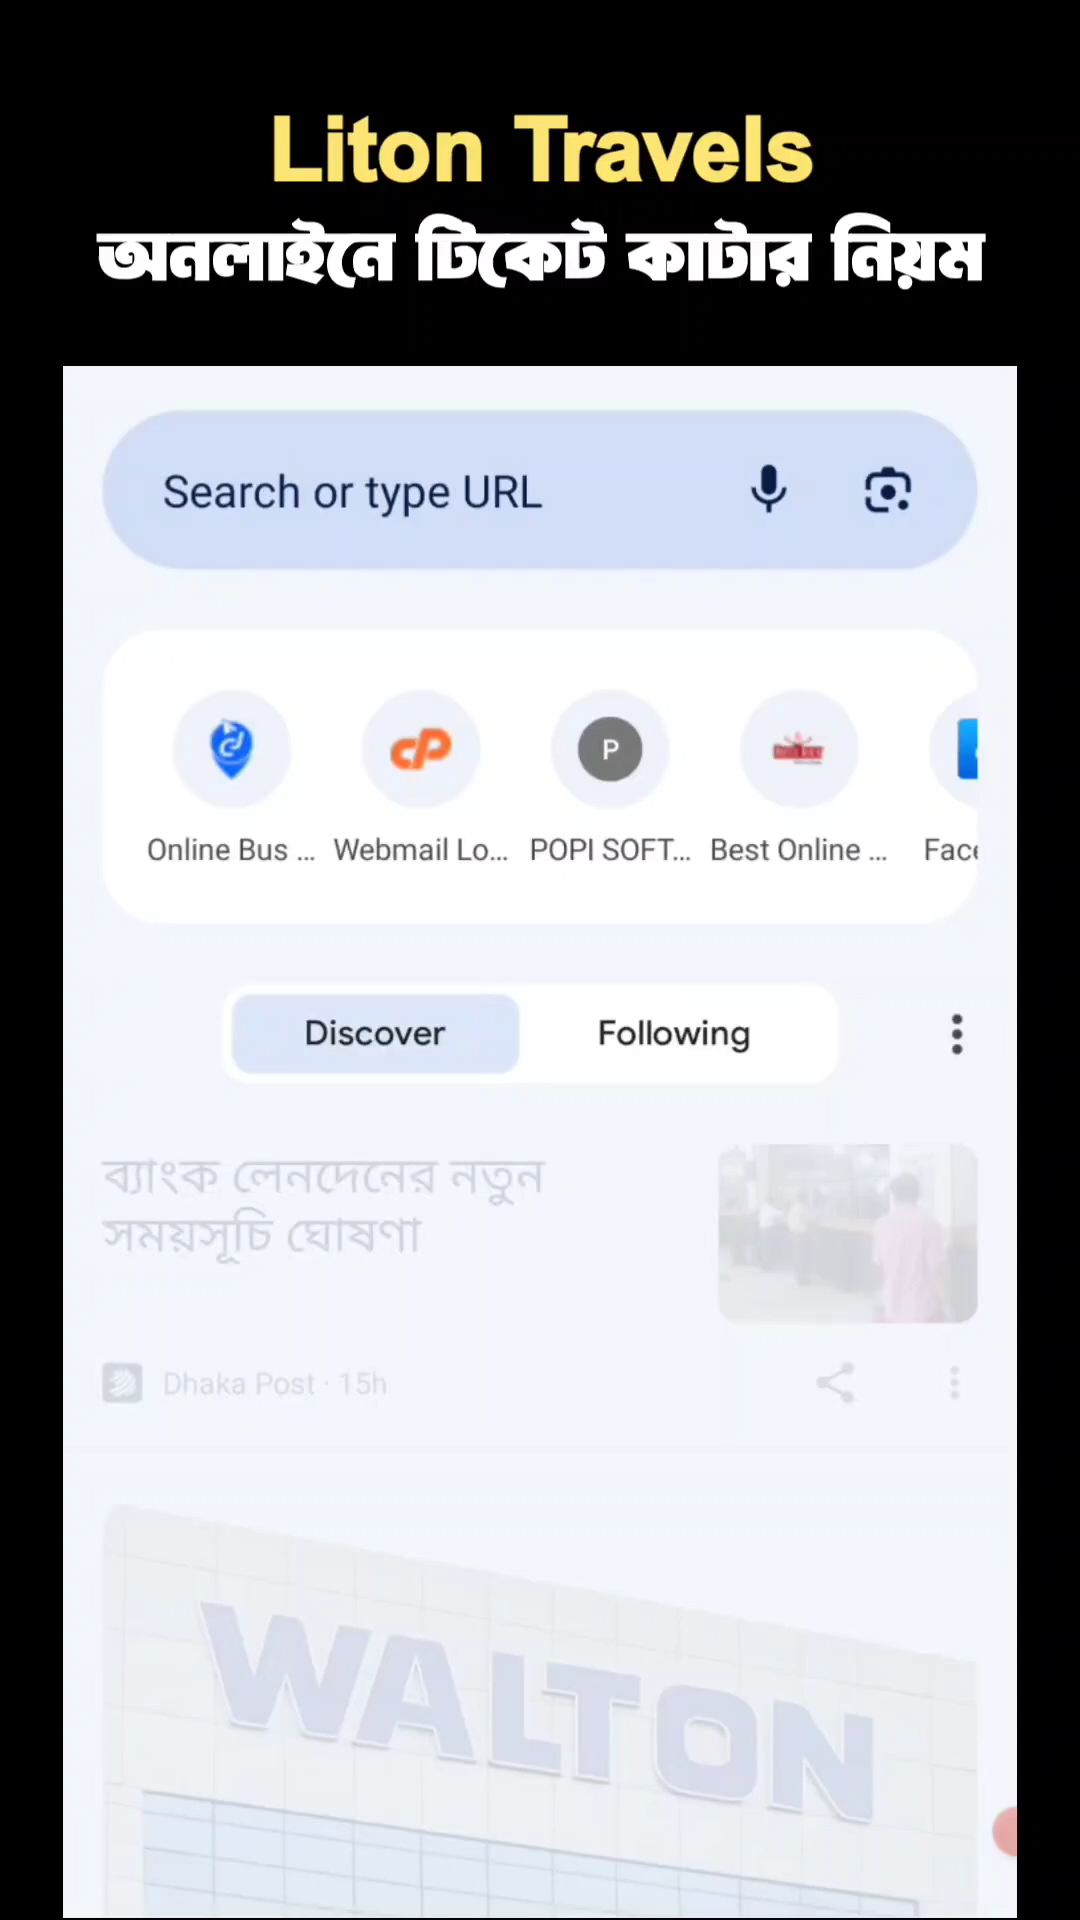 Liton Travels
অনলাইনে টিকেট কাটার নিয়ম
Search or type URL
Online Bus ...
Webmail Lo...
P
POPI SOFT...
Best Online ...
Face
Discover
Following
ব্যাংক লেনদেনের নতুন
সময়সূচি ঘোষণা
Dhaka Post · 15h
WALTON